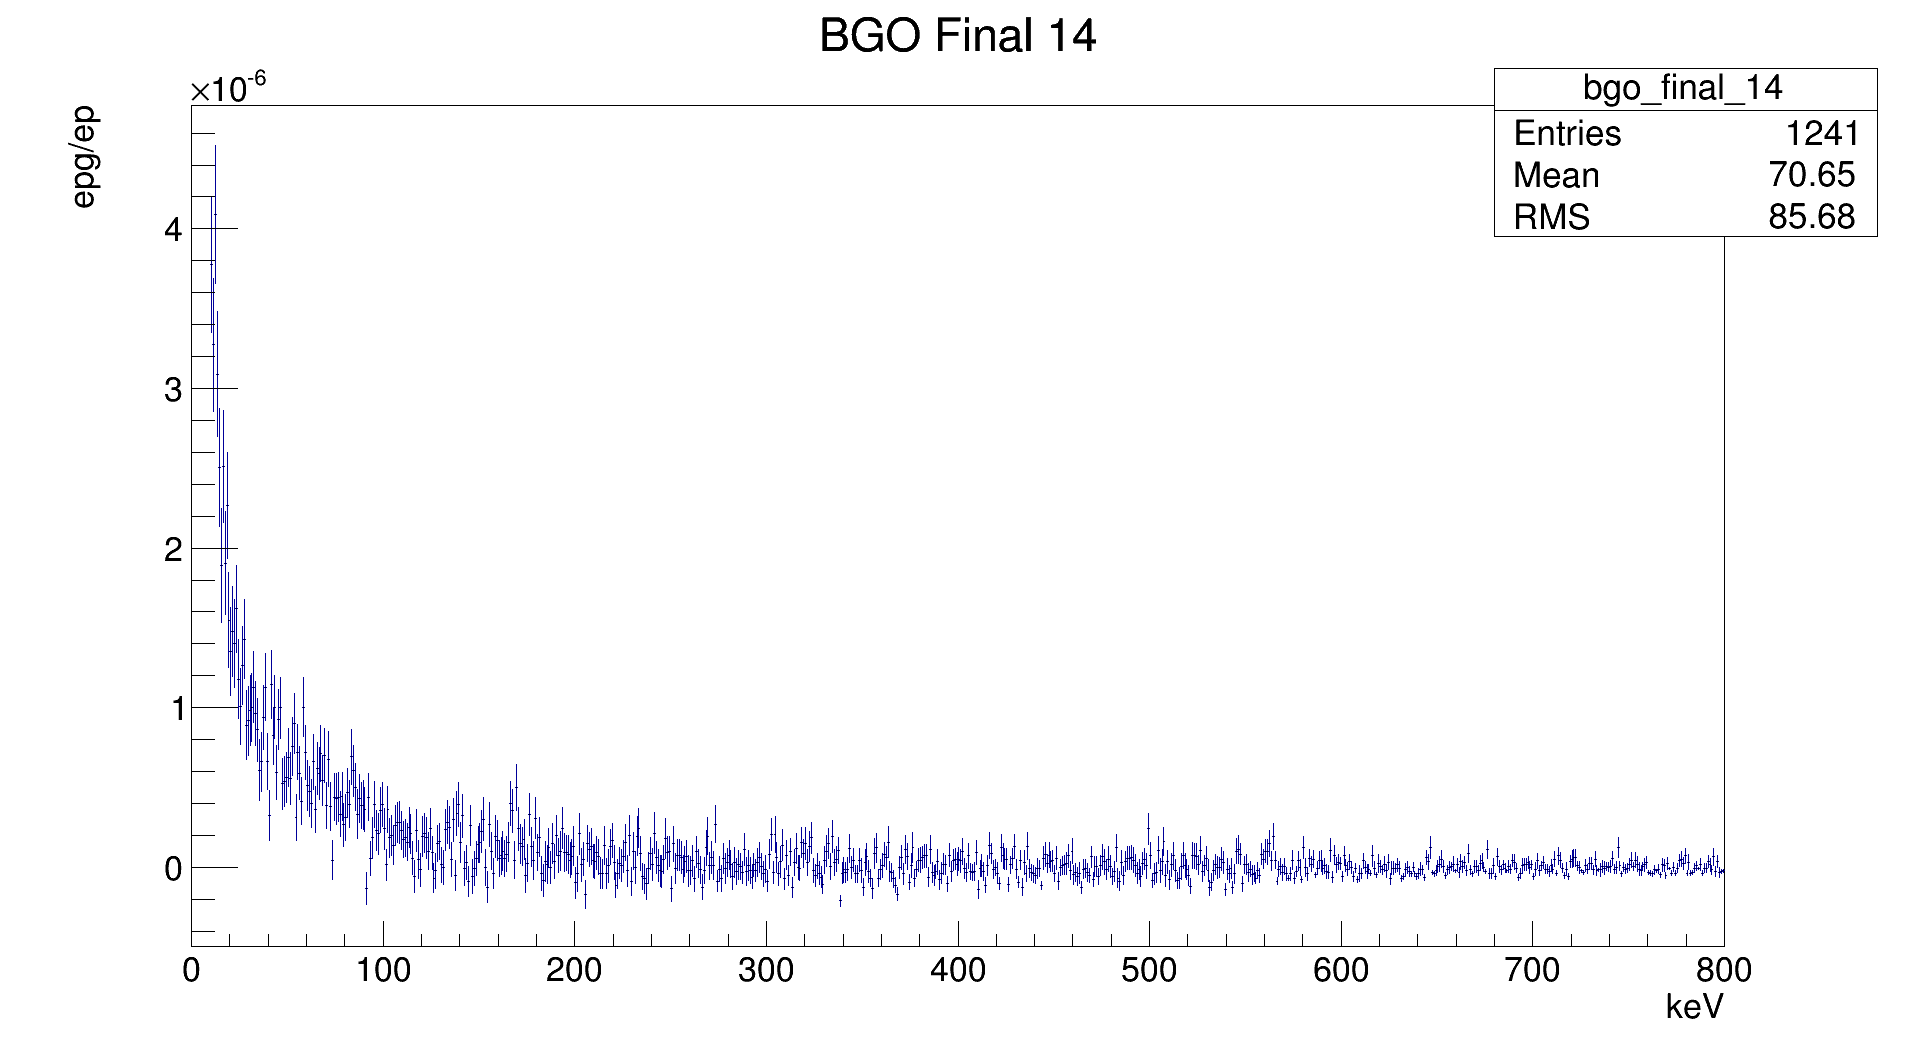 BGO Final 14
×10-6
epg/ep
bgo_final_14
Entries 1241
Mean 70.65
RMS 85.68
4
3
2
1
0
0 100 200 300 400 500 600 700 800
keV